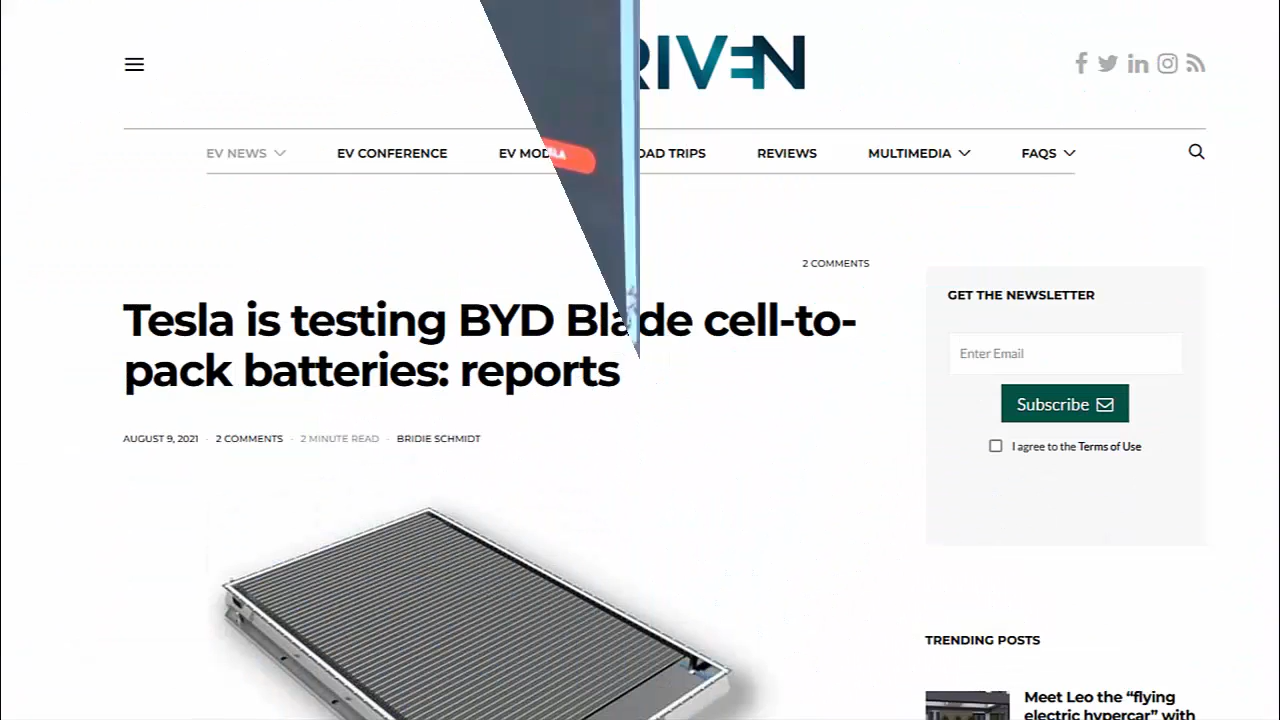 RIVEN
EV NEWS
EV CONFERENCE
EV MOD
OAD TRIPS
REVIEWS
MULTIMEDIA
FAQS
2 COMMENTS
Tesla is testing BYD Blade cell-to-
pack batteries: reports
AUGUST 9, 2021 · 2 COMMENTS · 2 MINUTE READ · BRIDIE SCHMIDT
GET THE NEWSLETTER
Enter Email
Subscribe
I agree to the Terms of Use
TRENDING POSTS
Meet Leo the “flying
electric hypercar” with